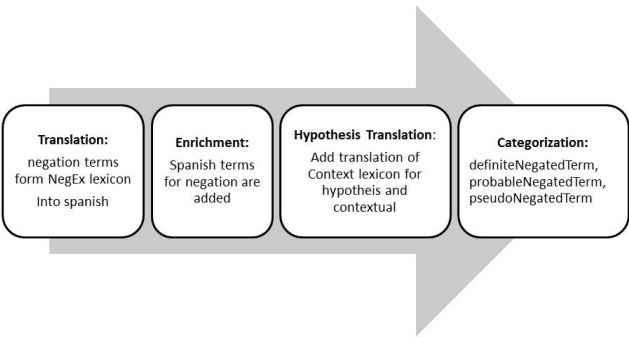 Translation:
negation terms
form NegEx lexicon
Into spanish
Enrichment:
Spanish terms
for negation are
added
Hypothesis Translation:
Add translation of
Context lexicon for
hypotheis and
contextual
Categorization:
definiteNegatedTerm,
probableNegatedTerm,
pseudoNegatedTerm